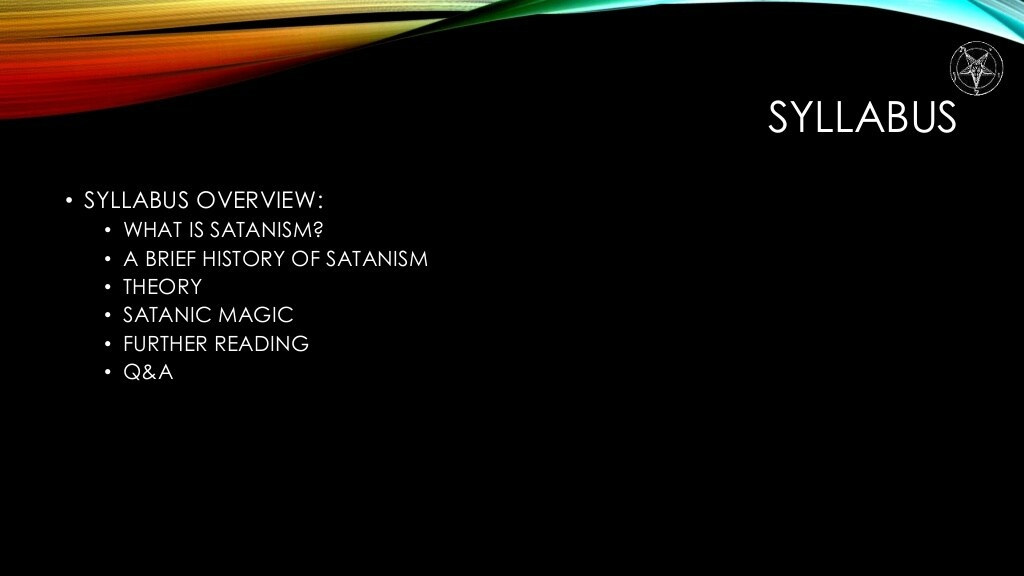 SYLLABUS
• SYLLABUS OVERVIEW:
• WHAT IS SATANISM?
• A BRIEF HISTORY OF SATANISM
• THEORY
• SATANIC MAGIC
• FURTHER READING
• Q&A